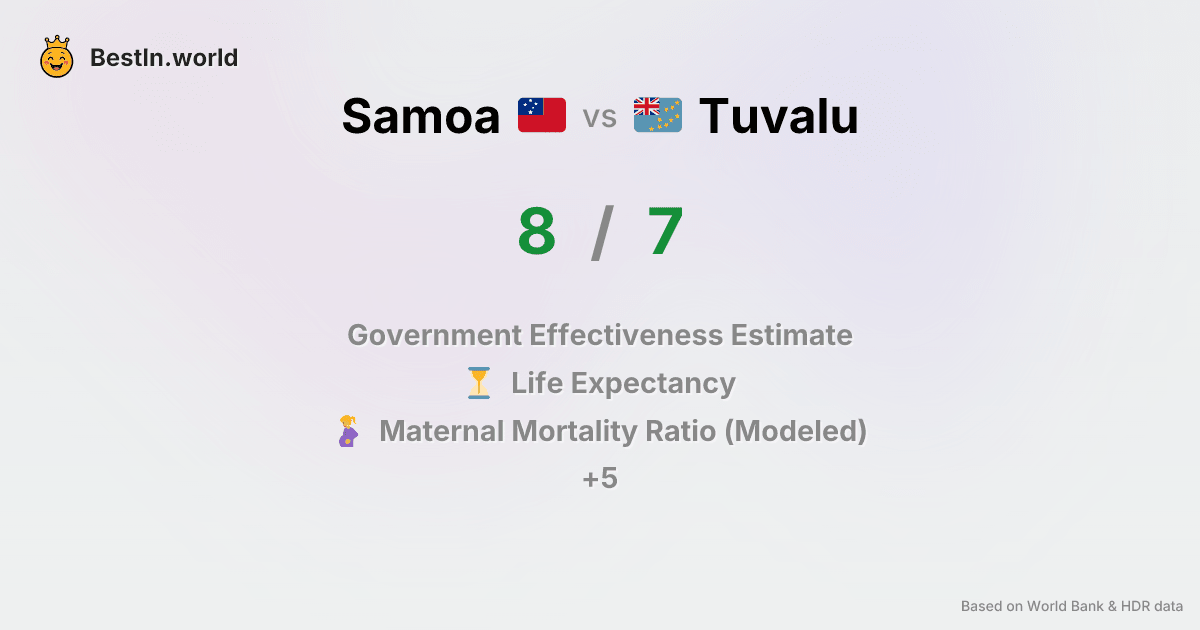 BestIn.world
Samoa vs Tuvalu
8 / 7
Government Effectiveness Estimate
Life Expectancy
Maternal Mortality Ratio (Modeled)
+5
Based on World Bank & HDR data